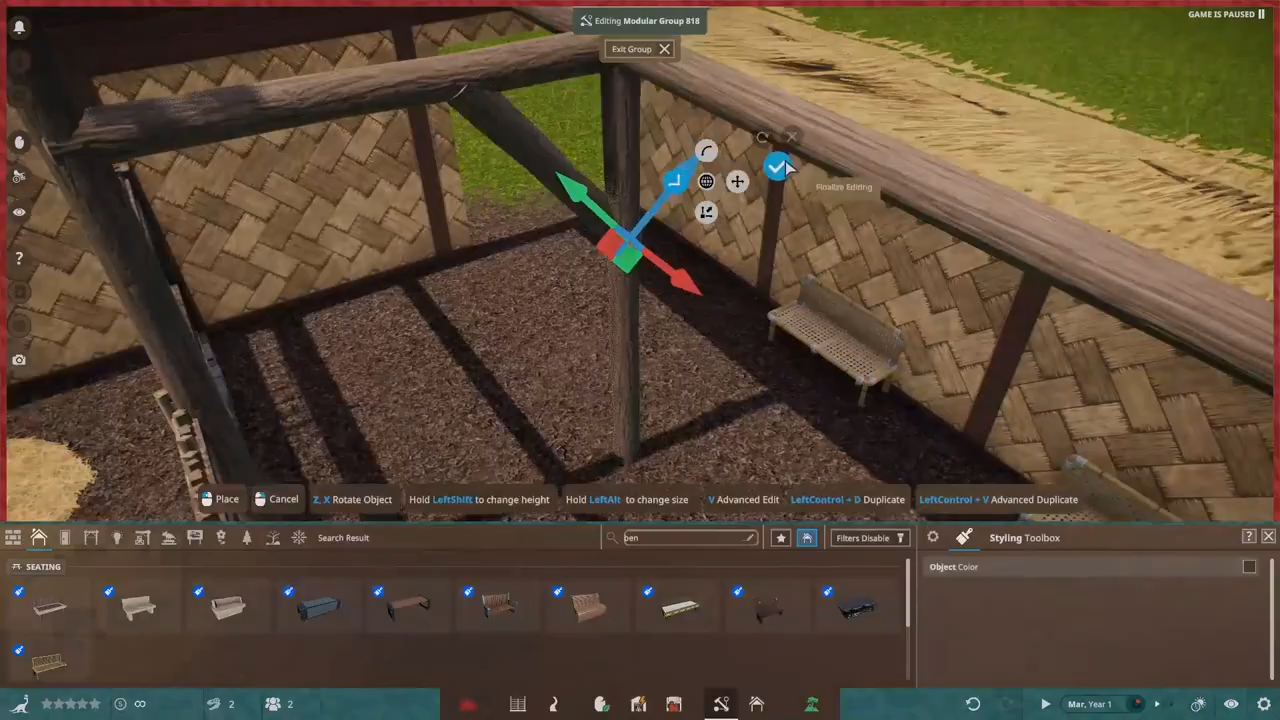 GAME IS PAUSED
Editing Modular Group 818
Exit Group
Finalize Editing
?
Place
Cancel
Z, X Rotate Object
Hold LeftShift to change height
Hold LeftAlt to change size
V Advanced Edit
LeftControl + D Duplicate
LeftControl + V Advanced Duplicate
Search Result
ben
Filters Disable
Styling Toolbox
?
SEATING
Object Color
∞
2
2
Mar, Year 1